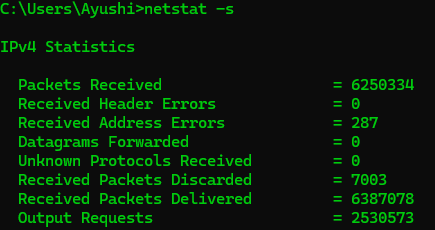 C:\Users\Ayushi>netstat -s
IPv4 Statistics
Packets Received = 6250334
Received Header Errors = 0
Received Address Errors = 287
Datagrams Forwarded = 0
Unknown Protocols Received = 0
Received Packets Discarded = 7003
Received Packets Delivered = 6387078
Output Requests = 2530573